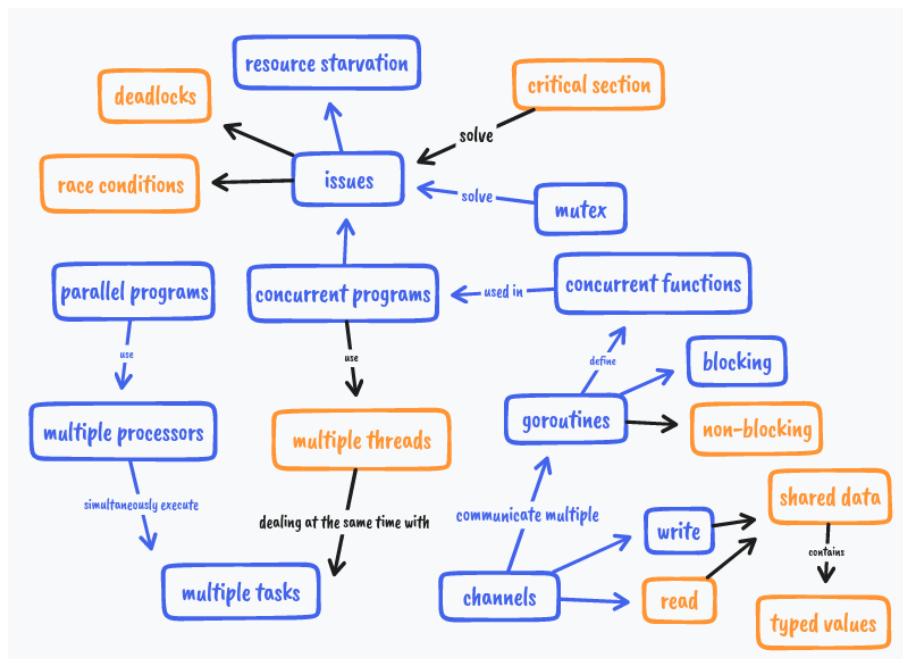 resource starvation
critical section
deadlocks
solve
race conditions
issues
solve
mutex
parallel programs
concurrent programs
used in
concurrent functions
use
use
define
blocking
multiple processors
multiple threads
goroutines
non-blocking
simultaneously execute
dealing at the same time with
communicate multiple
shared data
write
contains
multiple tasks
channels
read
typed values